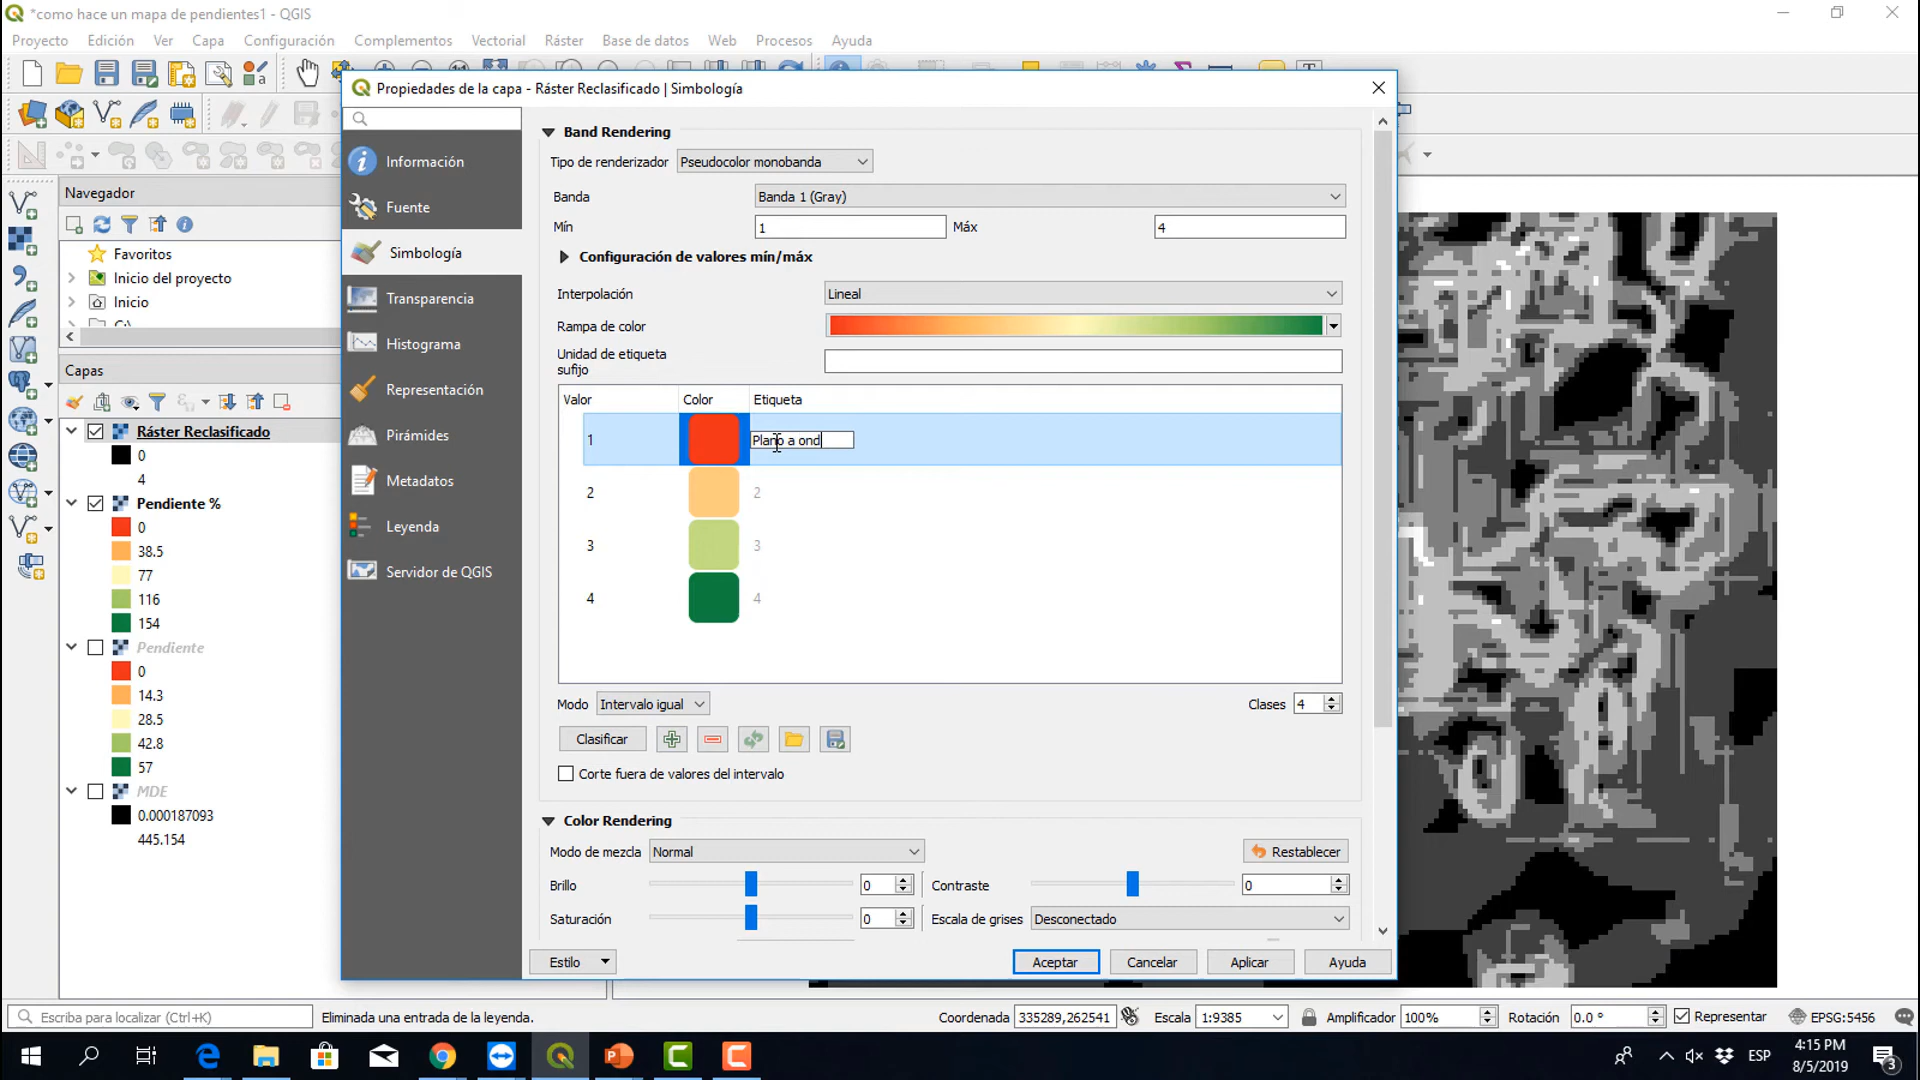 *como hace un mapa de pendientes1 - QGIS
Proyecto Edición Ver Capa Configuración Complementos Vectorial Ráster Base de datos Web Procesos Ayuda
Propiedades de la capa - Ráster Reclasificado | Simbología
Navegador
Favoritos
Inicio del proyecto
Inicio
Capas
Ráster Reclasificado
0
4
Pendiente %
0
38.5
77
116
154
Pendiente
0
14.3
28.5
42.8
57
MDE
0.000187093
445.154
Información
Fuente
Simbología
Transparencia
Histograma
Representación
Pirámides
Metadatos
Leyenda
Servidor de QGIS
Band Rendering
Tipo de renderizador Pseudocolor monobanda
Banda Banda 1 (Gray)
Mín 1 Máx 4
Configuración de valores mín/máx
Interpolación Lineal
Rampa de color
Unidad de etiqueta
sufijo
Valor Color Etiqueta
1 Plano a ond
2 2
3 3
4 4
Modo Intervalo igual Clases 4
Clasificar
Corte fuera de valores del intervalo
Color Rendering
Modo de mezcla Normal Restablecer
Brillo 0 Contraste 0
Saturación 0 Escala de grises Desconectado
Estilo Aceptar Cancelar Aplicar Ayuda
Escriba para localizar (Ctrl+K) Eliminada una entrada de la leyenda. Coordenada 335289,262541 Escala 1:9385 Amplificador 100% Rotación 0.0 ° Representar EPSG:5456
ESP
4:15 PM
8/5/2019
3